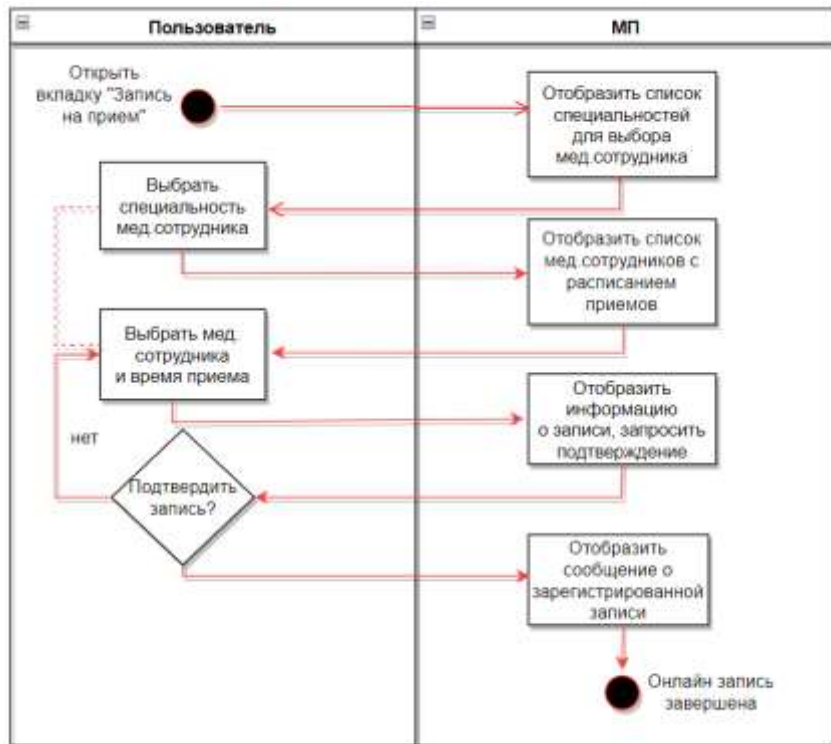 Пользователь
МП
Открыть
вкладку "Запись
на прием"
Отобразить список
специальностей
для выбора
мед.сотрудника
Выбрать
специальность
мед.сотрудника
Отобразить список
мед.сотрудников с
расписанием
приемов
Выбрать мед.
сотрудника
и время приема
Отобразить
информацию
о записи, запросить
подтверждение
нет
Подтвердить
запись?
Отобразить
сообщение о
зарегистрированной
записи
Онлайн запись
завершена